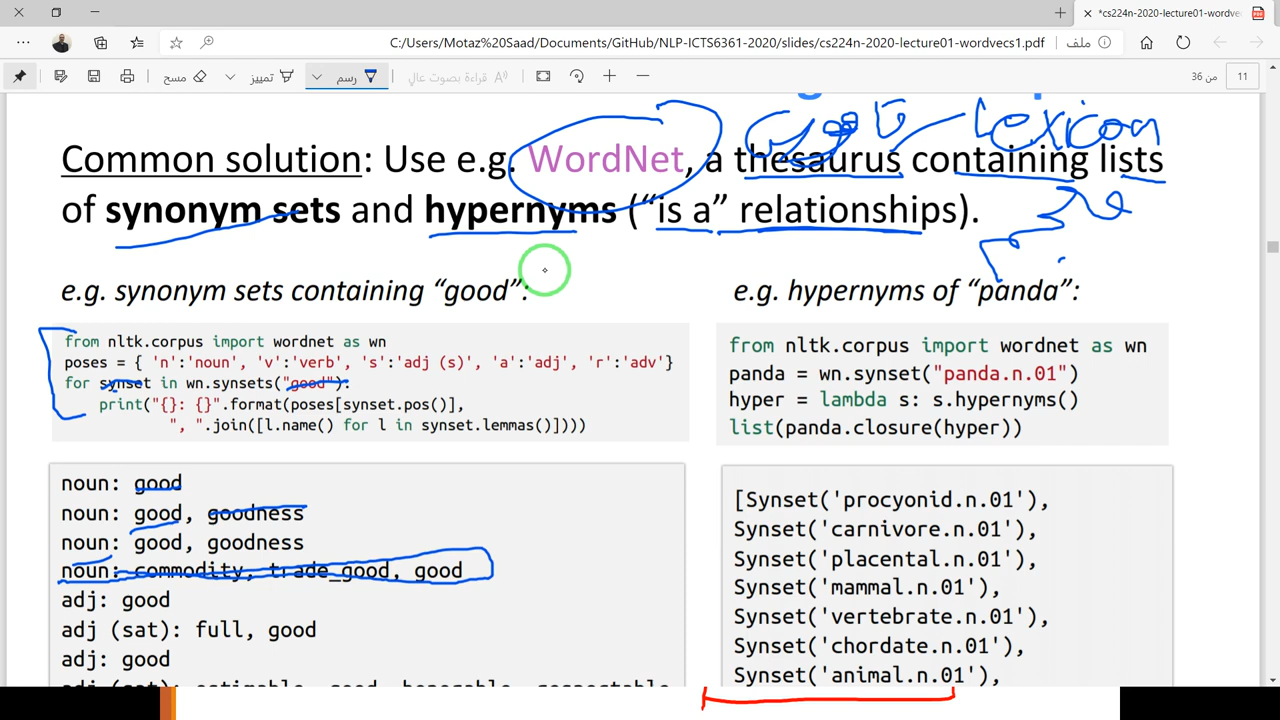 *cs224n-2020-lecture01-wordve
C:/Users/Motaz%20Saad/Documents/GitHub/NLP-ICTS6361-2020/slides/cs224n-2020-lecture01-wordvecs1.pdf
ملف
مسح
تمييز
رسم
قراءة بصوت عالٍ
من 36
11
Lexicon
Common solution: Use e.g. WordNet, a thesaurus containing lists
of synonym sets and hypernyms (“is a” relationships).
e.g. synonym sets containing “good”:
from nltk.corpus import wordnet as wn
poses = { 'n':'noun', 'v':'verb', 's':'adj (s)', 'a':'adj', 'r':'adv'}
for synset in wn.synsets("good"):
print("{}: {}".format(poses[synset.pos()],
", ".join([l.name() for l in synset.lemmas()])))
noun: good
noun: good, goodness
noun: good, goodness
noun: commodity, trade_good, good
adj: good
adj (sat): full, good
adj: good
adj (sat): estimable, good, honorable, respectable
e.g. hypernyms of “panda”:
from nltk.corpus import wordnet as wn
panda = wn.synset("panda.n.01")
hyper = lambda s: s.hypernyms()
list(panda.closure(hyper))
[Synset('procyonid.n.01'),
Synset('carnivore.n.01'),
Synset('placental.n.01'),
Synset('mammal.n.01'),
Synset('vertebrate.n.01'),
Synset('chordate.n.01'),
Synset('animal.n.01'),